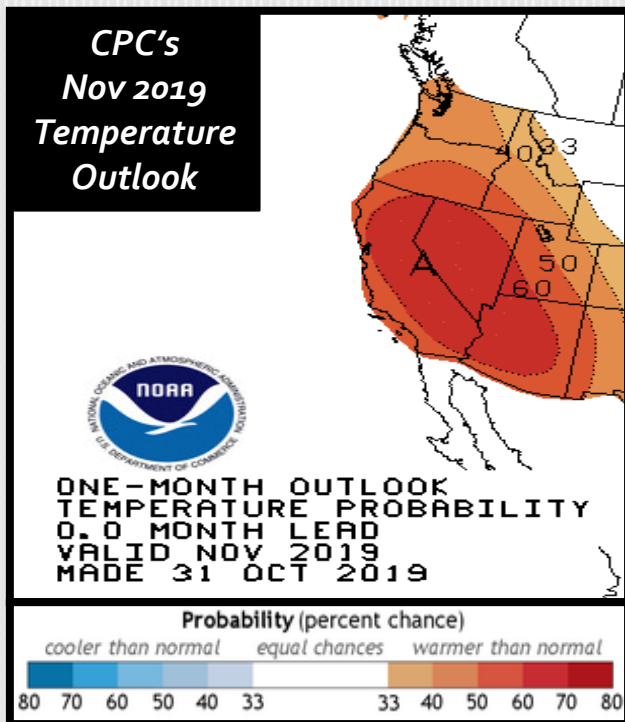 CPC's
Nov 2019
Temperature
Outlook
40
33
50
A
60
NATIONAL OCEANIC AND ATMOSPHERIC ADMINISTRATION
NOAA
U.S. DEPARTMENT OF COMMERCE
ONE-MONTH OUTLOOK
TEMPERATURE PROBABILITY
0.0 MONTH LEAD
VALID NOV 2019
MADE 31 OCT 2019
Probability (percent chance)
cooler than normal equal chances warmer than normal
80 70 60 50 40 33 33 40 50 60 70 80